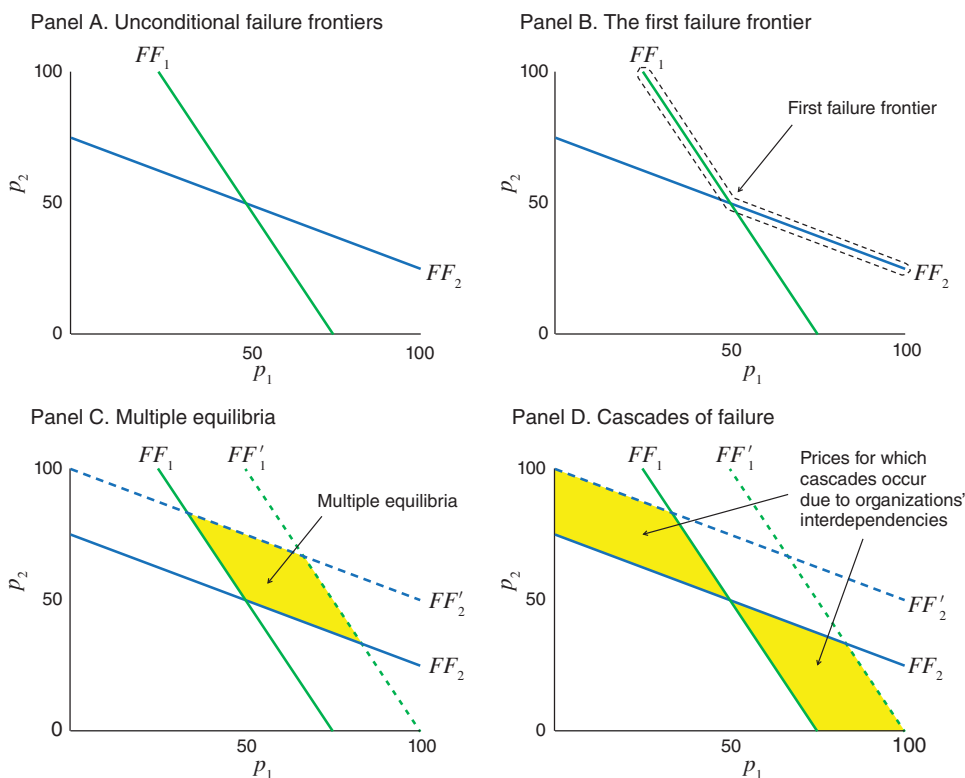 Panel A. Unconditional failure frontiers
FF1
100
50
0
p2
FF2
50
100
p1
Panel B. The first failure frontier
FF1
100
First failure frontier
50
0
p2
FF2
50
100
p1
Panel C. Multiple equilibria
FF1
FF′1
100
Multiple equilibria
50
0
p2
FF′2
FF2
50
100
p1
Panel D. Cascades of failure
FF1
FF′1
Prices for which
cascades occur
due to organizations'
interdependencies
100
50
0
p2
FF′2
FF2
50
100
p1